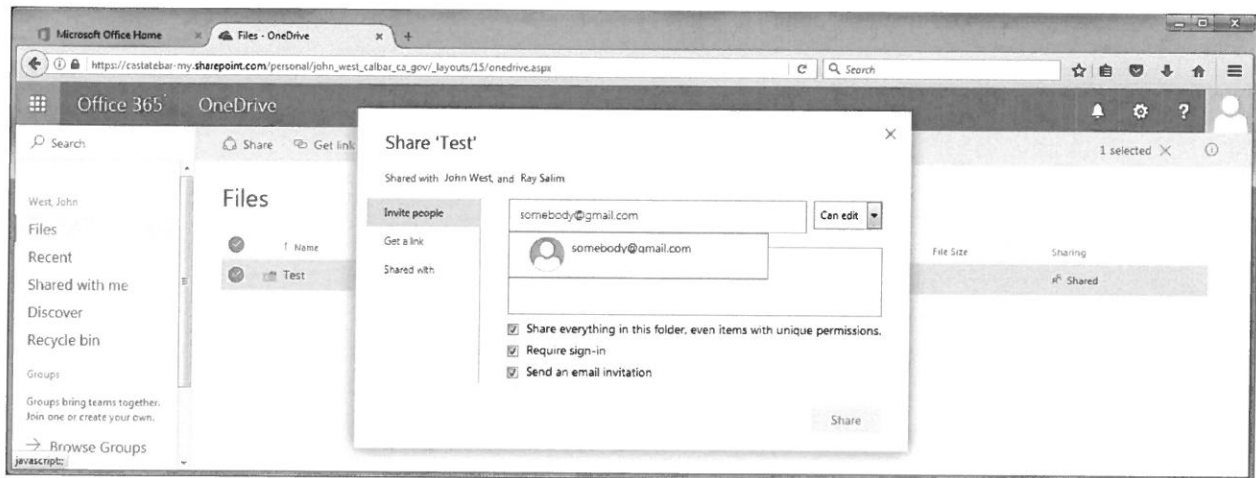 Microsoft Office Home × Files - OneDrive × +
https://castatebar-my.sharepoint.com/personal/john_west_calbar_ca_gov/_layouts/15/onedrive.aspx Search
Office 365 OneDrive ?
Search Share Get link 1 selected ×
Share 'Test' ×
Shared with John West, and Ray Salim
West, John
Files
Recent
Shared with me
Discover
Recycle bin
Groups
Groups bring teams together.
Join one or create your own.
→ Browse Groups
javascript:;
Files
↑ Name File Size Sharing
Test Shared
Invite people
Get a link
Shared with
somebody@gmail.com Can edit
somebody@gmail.com
Share everything in this folder, even items with unique permissions.
Require sign-in
Send an email invitation
Share